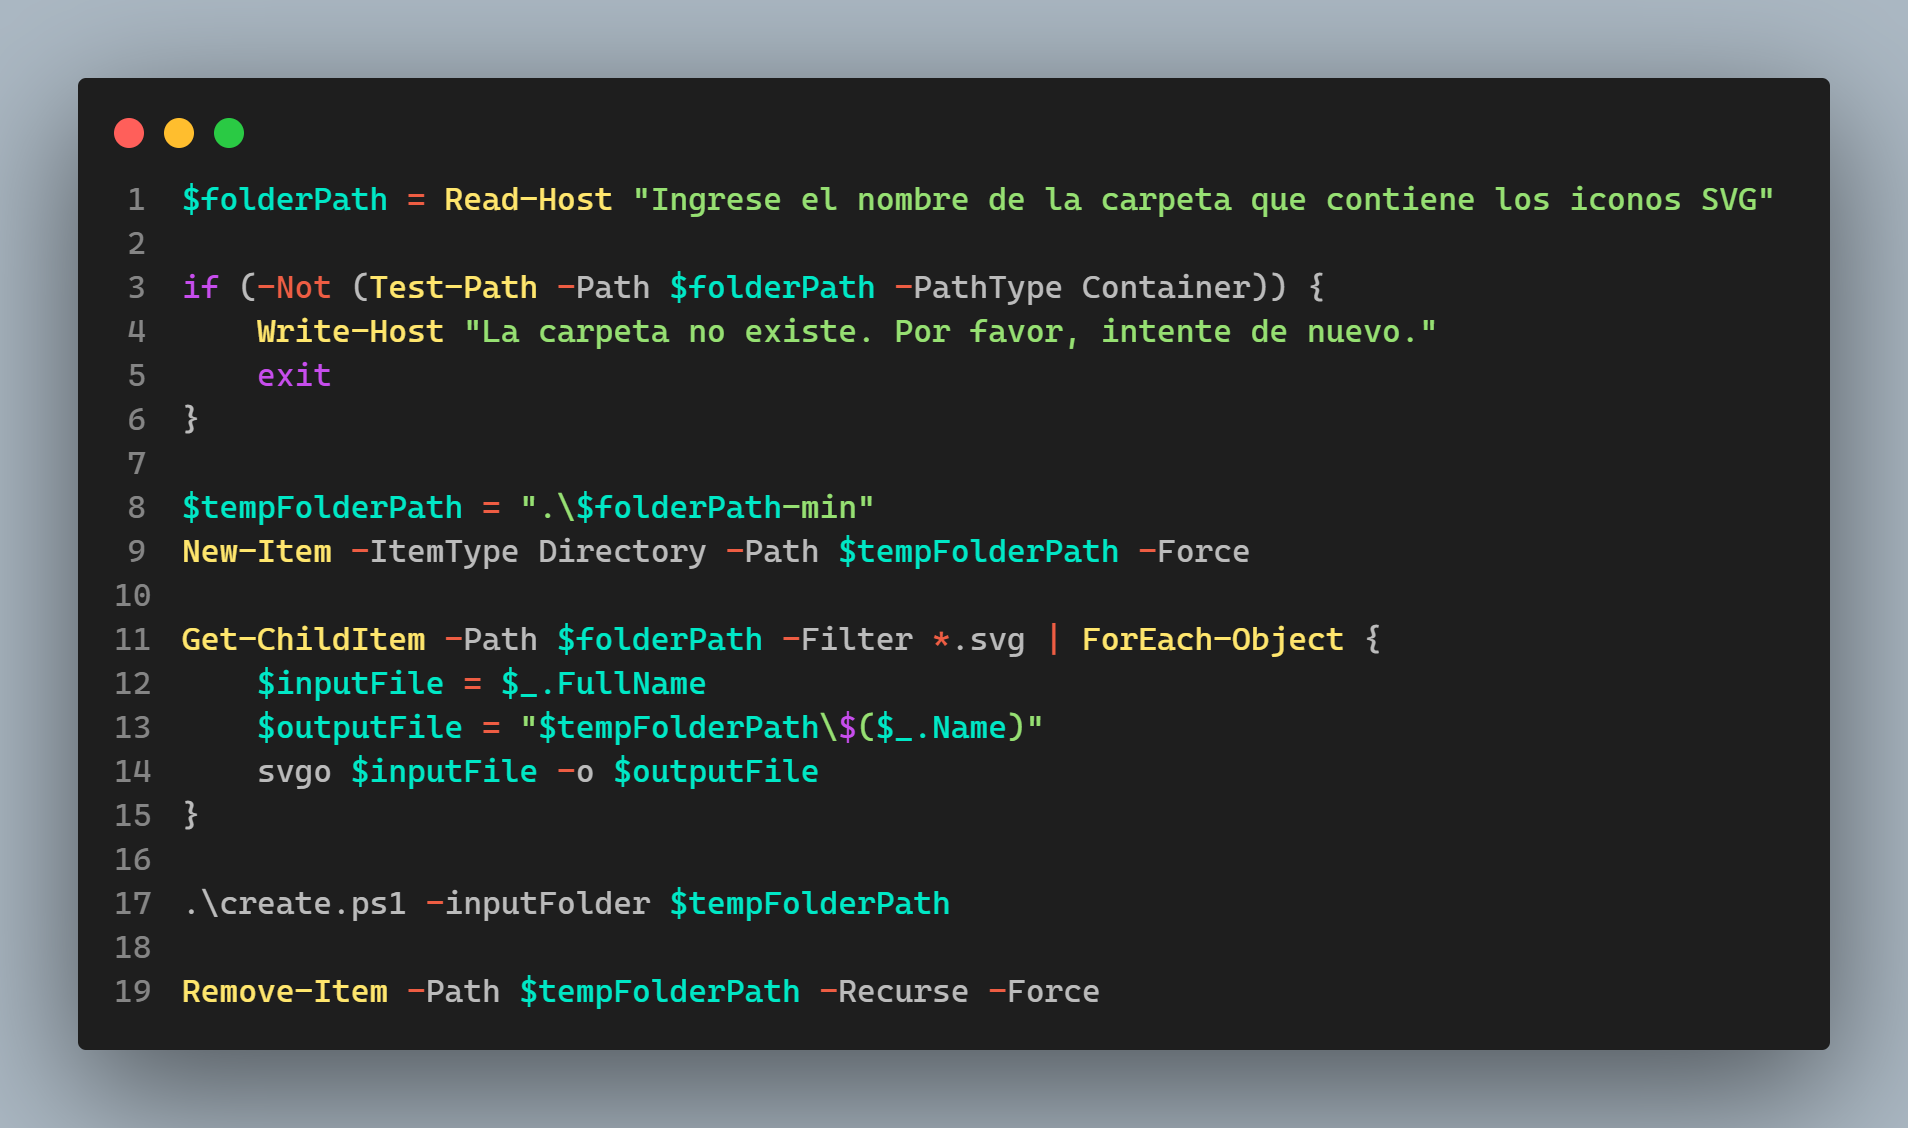 1 $folderPath = Read-Host "Ingrese el nombre de la carpeta que contiene los iconos SVG"
2
3 if (-Not (Test-Path -Path $folderPath -PathType Container)) {
4     Write-Host "La carpeta no existe. Por favor, intente de nuevo."
5     exit
6 }
7
8 $tempFolderPath = ".\$folderPath-min"
9 New-Item -ItemType Directory -Path $tempFolderPath -Force
10
11 Get-ChildItem -Path $folderPath -Filter *.svg | ForEach-Object {
12     $inputFile = $_.FullName
13     $outputFile = "$tempFolderPath\$($_.Name)"
14     svgo $inputFile -o $outputFile
15 }
16
17 .\create.ps1 -inputFolder $tempFolderPath
18
19 Remove-Item -Path $tempFolderPath -Recurse -Force